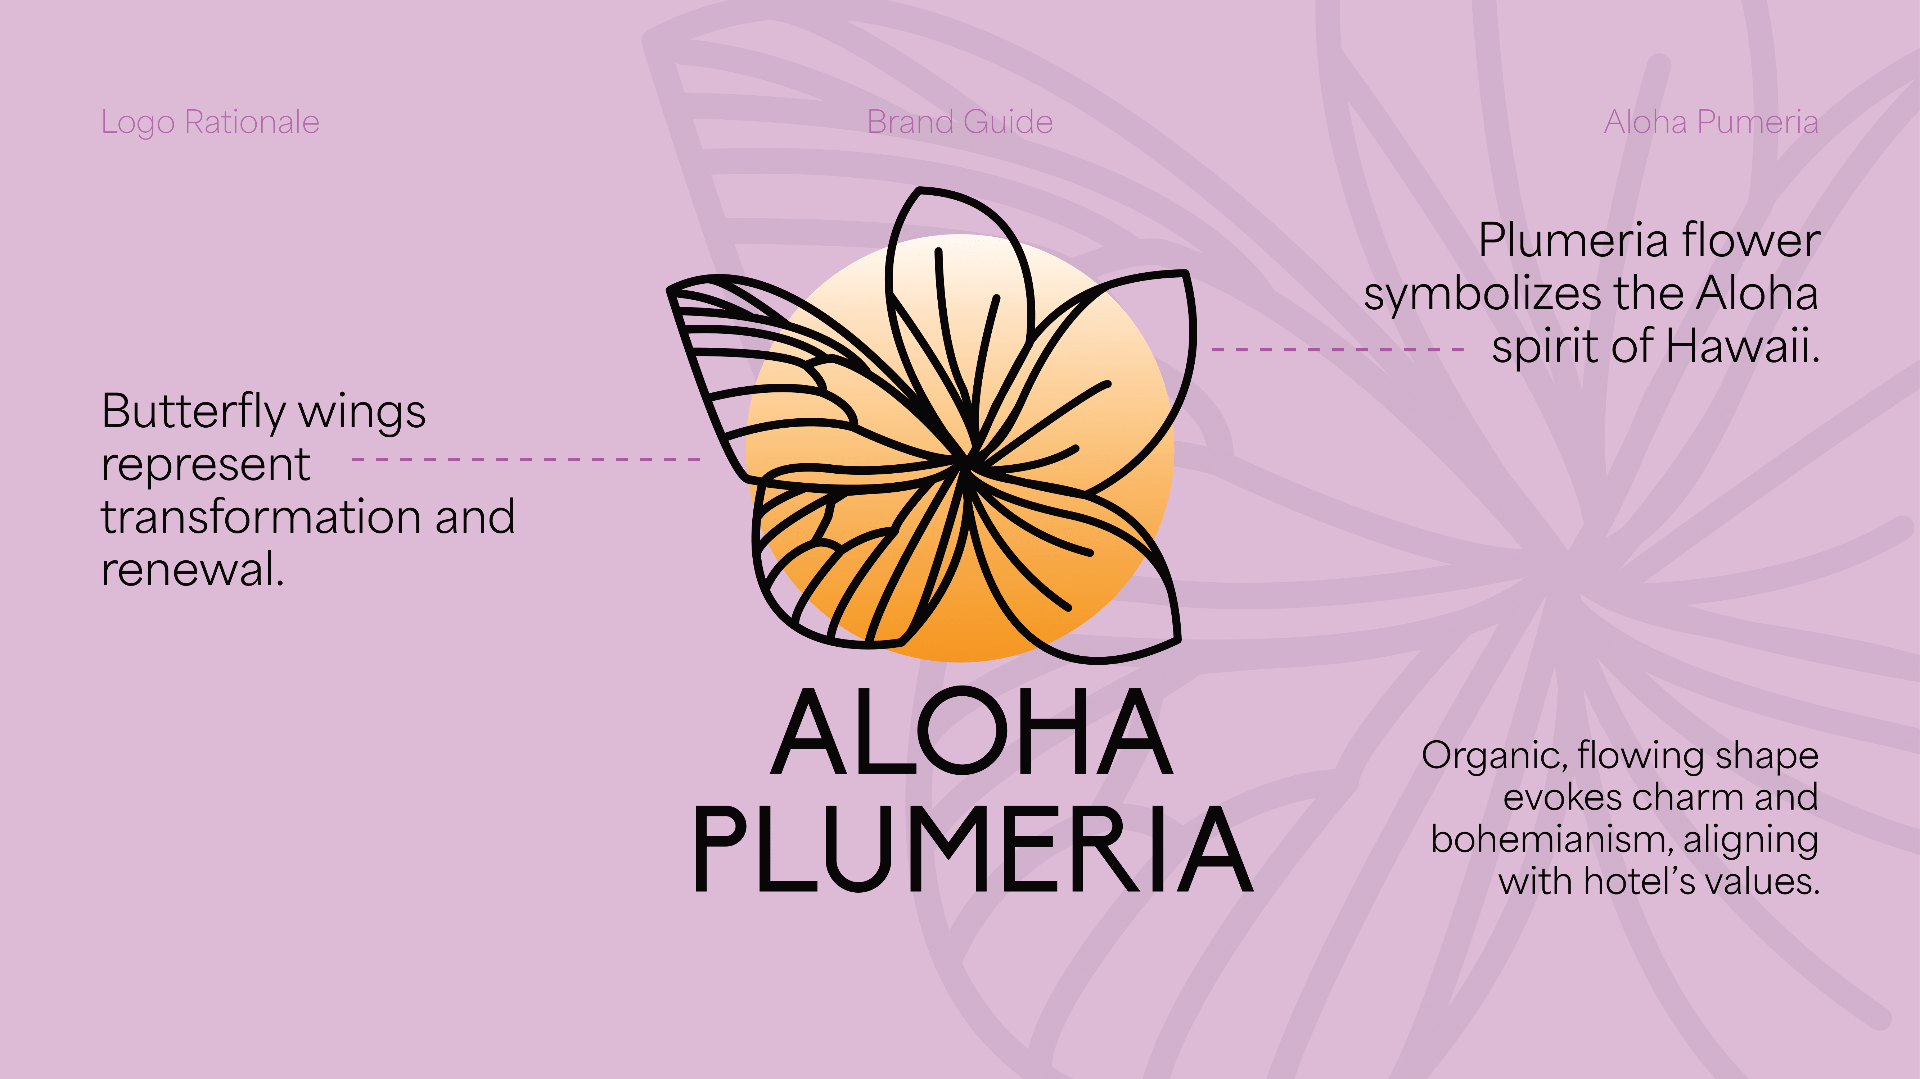 Logo Rationale
Brand Guide
Aloha Pumeria
Plumeria flower
symbolizes the Aloha
spirit of Hawaii.
Butterfly wings
represent
transformation and
renewal.
ALOHA
PLUMERIA
Organic, flowing shape
evokes charm and
bohemianism, aligning
with hotel’s values.